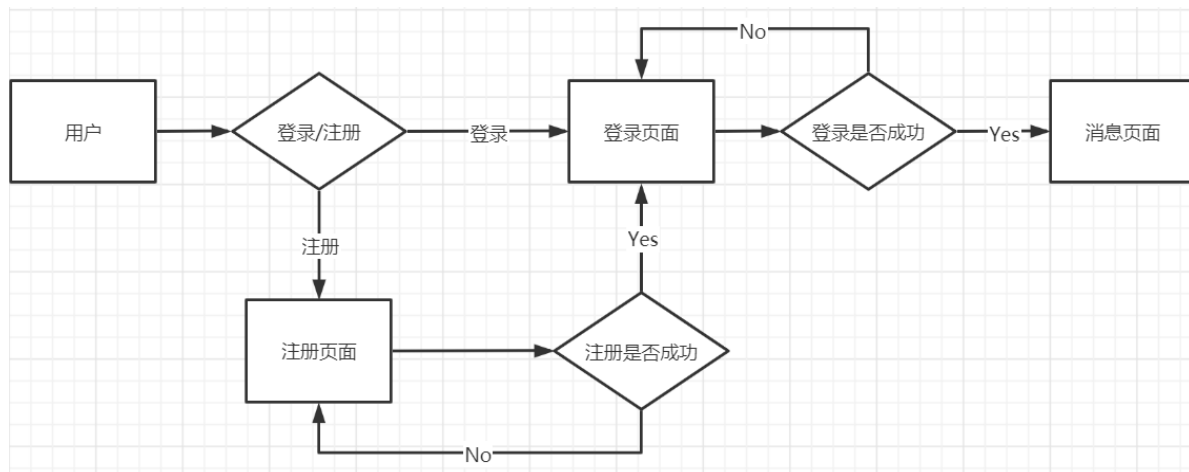 No
用户
登录/注册
登录
登录页面
登录是否成功
Yes
消息页面
注册
Yes
注册页面
注册是否成功
No